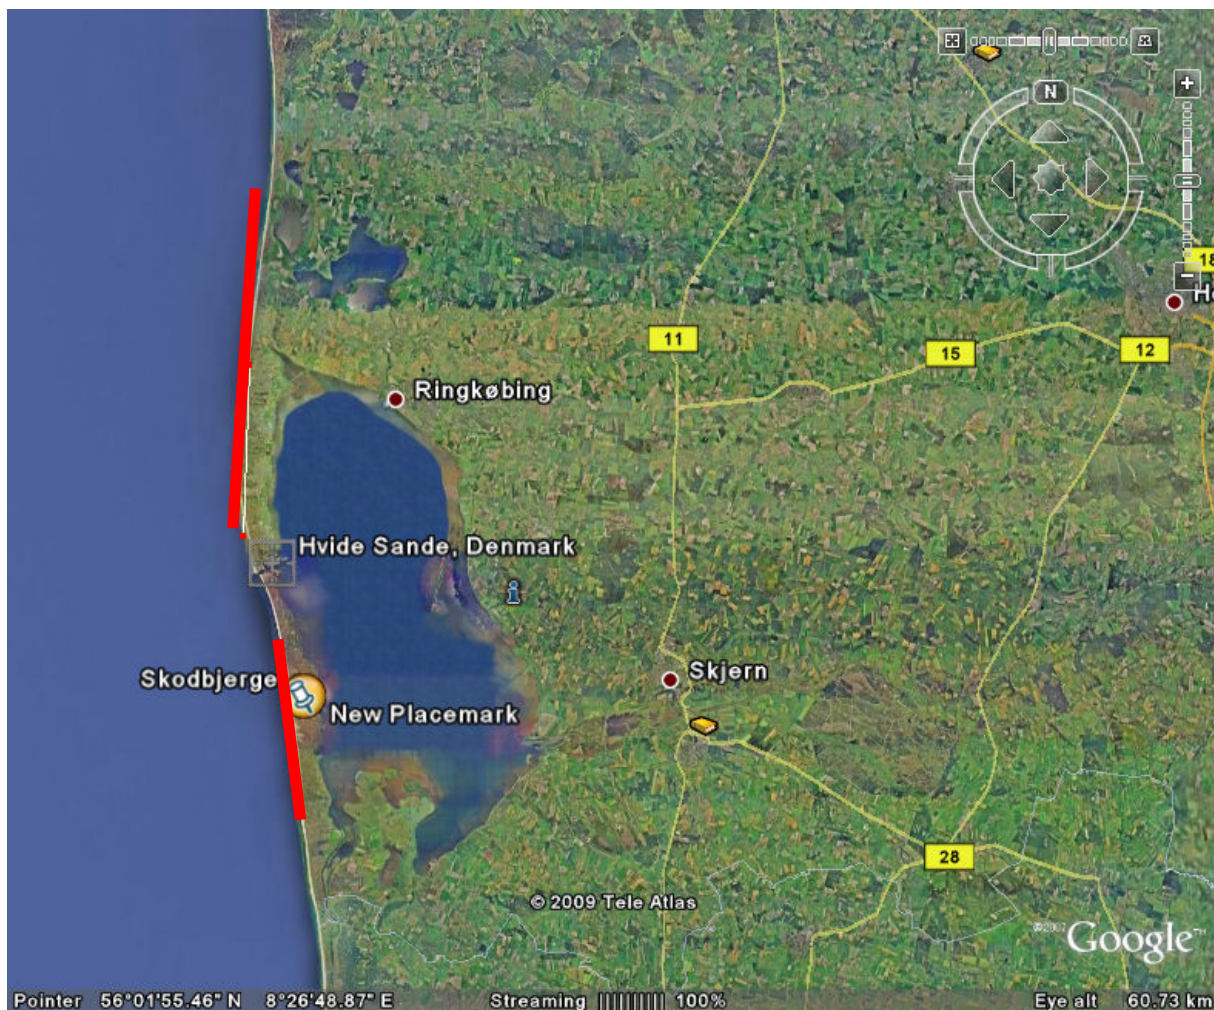 N
18
11
15
12
Ringkøbing
Hvide Sande, Denmark
Skodbjerge
Skjern
New Placemark
28
© 2009 Tele Atlas
Google™
Pointer 56°01'55.46" N 8°26'48.87" E Streaming |||||||||| 100% Eye alt 60.73 km